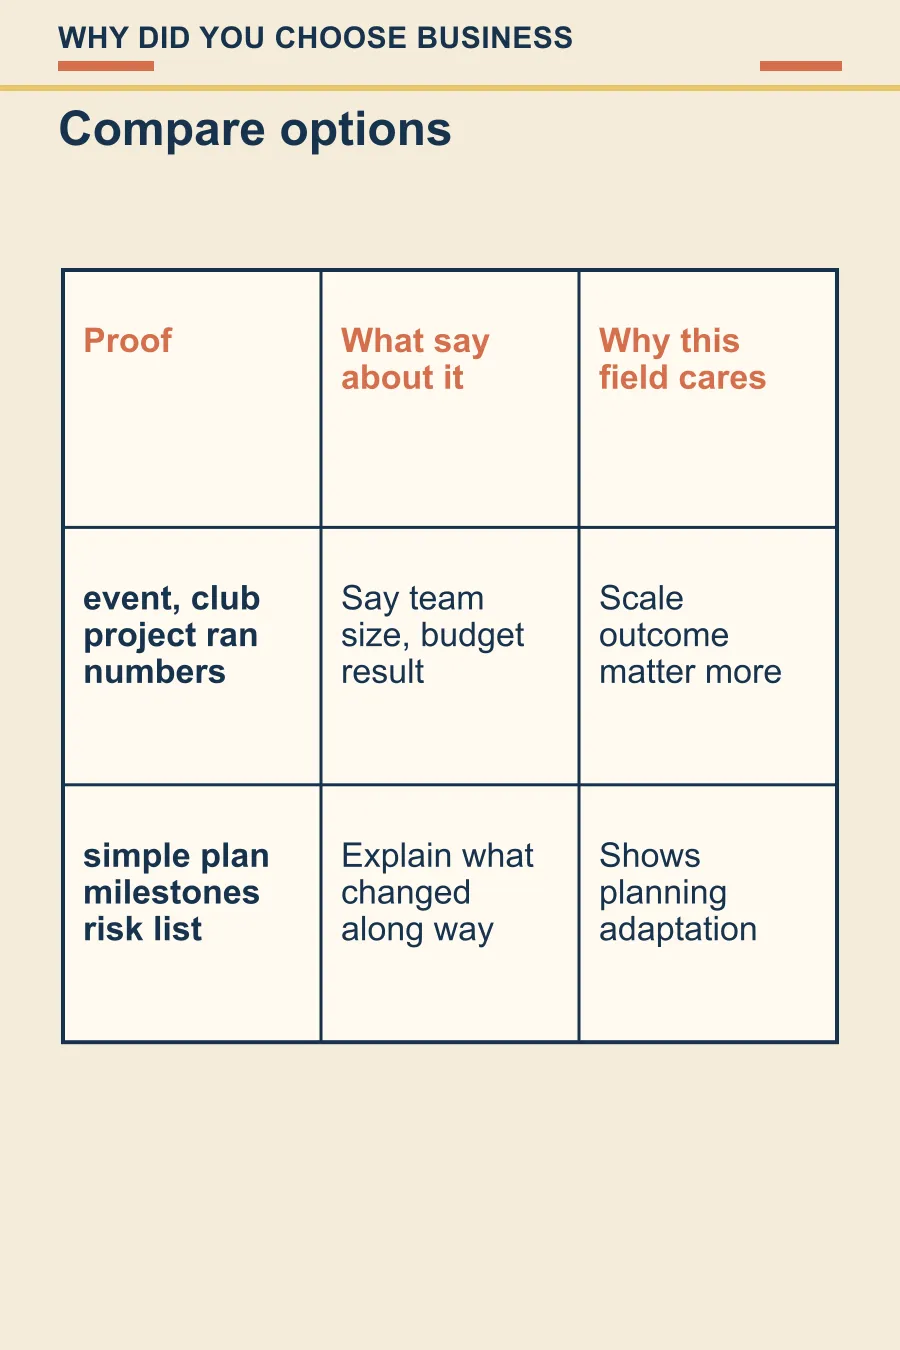 WHY DID YOU CHOOSE BUSINESS
Compare options
Proof
What say
about it
Why this
field cares
event, club
project ran
numbers
Say team
size, budget
result
Scale
outcome
matter more
simple plan
milestones
risk list
Explain what
changed
along way
Shows
planning
adaptation